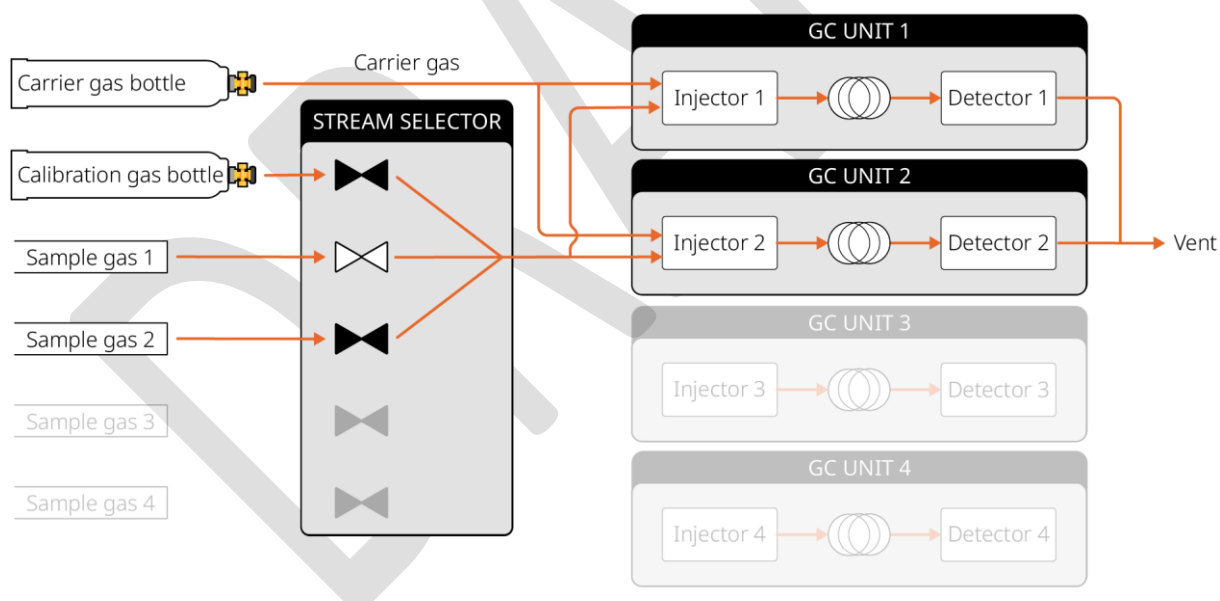 GC UNIT 1
Carrier gas
Carrier gas bottle
Injector 1
Detector 1
STREAM SELECTOR
Calibration gas bottle
GC UNIT 2
Sample gas 1
Injector 2
Detector 2
Vent
Sample gas 2
GC UNIT 3
Injector 3
Detector 3
Sample gas 3
GC UNIT 4
Sample gas 4
Injector 4
Detector 4